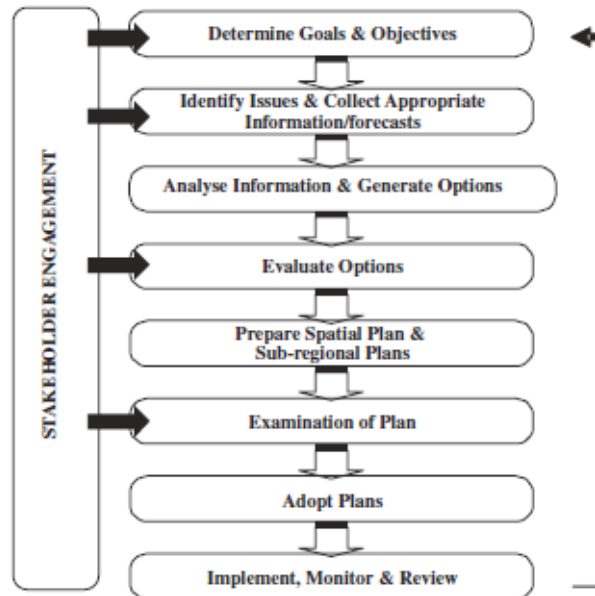 STAKEHOLDER ENGAGEMENT
Determine Goals & Objectives
Identify Issues & Collect Appropriate
Information/forecasts
Analyse Information & Generate Options
Evaluate Options
Prepare Spatial Plan &
Sub-regional Plans
Examination of Plan
Adopt Plans
Implement, Monitor & Review